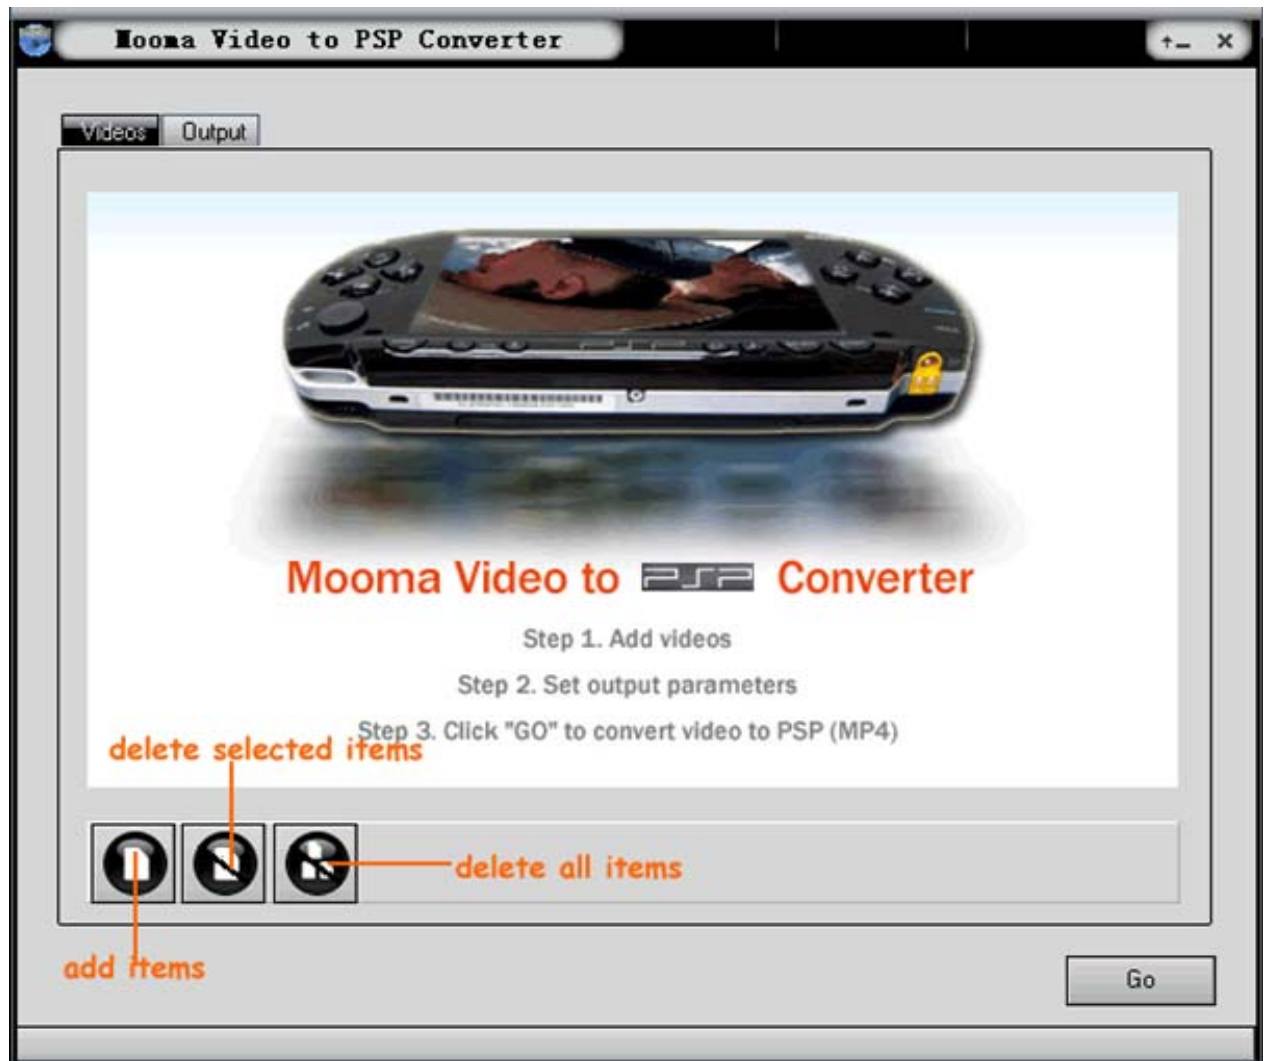 Mooma Video to PSP Converter
Videos Output
Mooma Video to PSP Converter
Step 1. Add videos
Step 2. Set output parameters
Step 3. Click "GO" to convert video to PSP (MP4)
delete selected items
delete all items
add items
Go